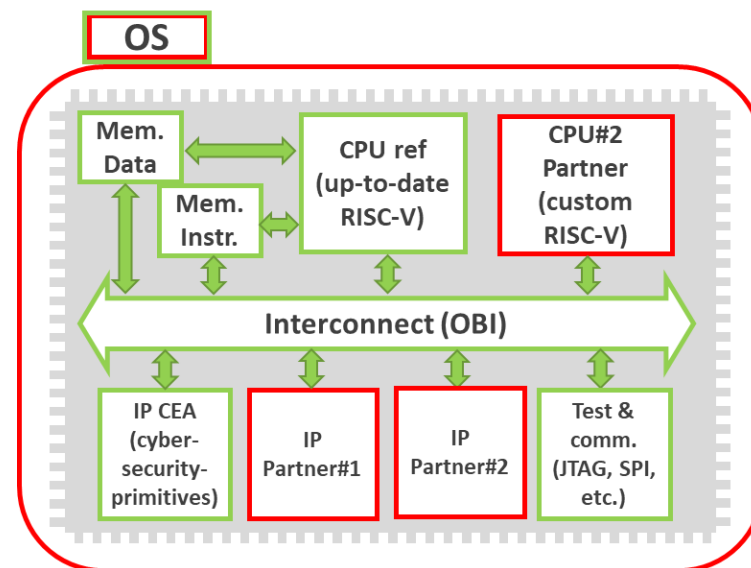 OS
Mem.
Data
Mem.
Instr.
CPU ref
(up-to-date
RISC-V)
CPU#2
Partner
(custom
RISC-V)
Interconnect (OBI)
IP CEA
(cyber-
security-
primitives)
IP
Partner#1
IP
Partner#2
Test &
comm.
(JTAG, SPI,
etc.)